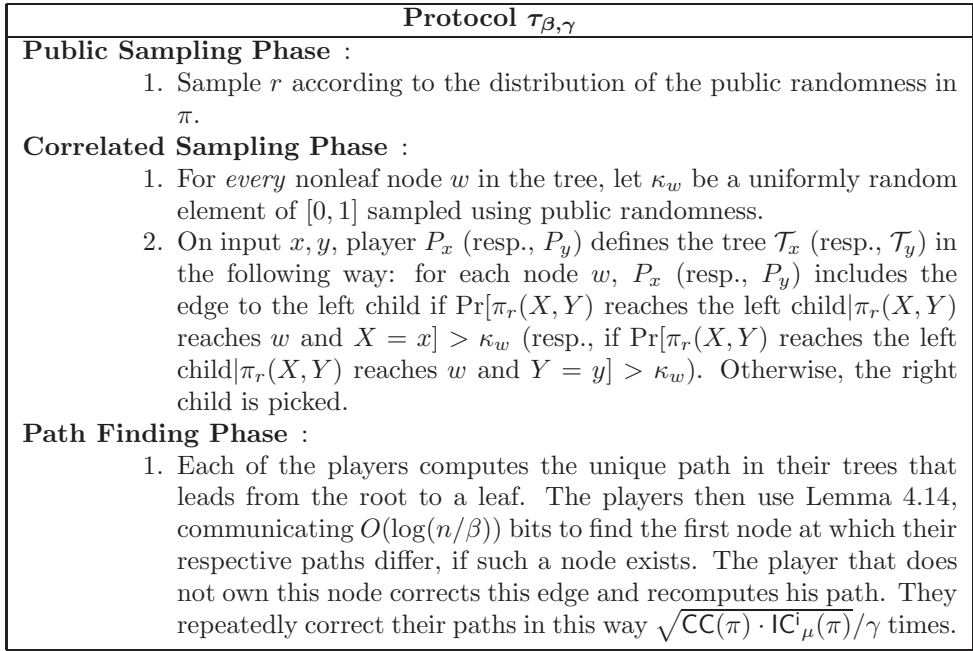 Protocol τ_{β,γ}
Public Sampling Phase :
1. Sample r according to the distribution of the public randomness in
π.
Correlated Sampling Phase :
1. For every nonleaf node w in the tree, let κ_w be a uniformly random
element of [0, 1] sampled using public randomness.
2. On input x, y, player P_x (resp., P_y) defines the tree 𝒯_x (resp., 𝒯_y) in
the following way: for each node w, P_x (resp., P_y) includes the
edge to the left child if Pr[π_r(X, Y) reaches the left child|π_r(X, Y)
reaches w and X = x] > κ_w (resp., if Pr[π_r(X, Y) reaches the left
child|π_r(X, Y) reaches w and Y = y] > κ_w). Otherwise, the right
child is picked.
Path Finding Phase :
1. Each of the players computes the unique path in their trees that
leads from the root to a leaf. The players then use Lemma 4.14,
communicating O(log(n/β)) bits to find the first node at which their
respective paths differ, if such a node exists. The player that does
not own this node corrects this edge and recomputes his path. They
repeatedly correct their paths in this way √(CC(π) · IC^i_μ(π))/γ times.